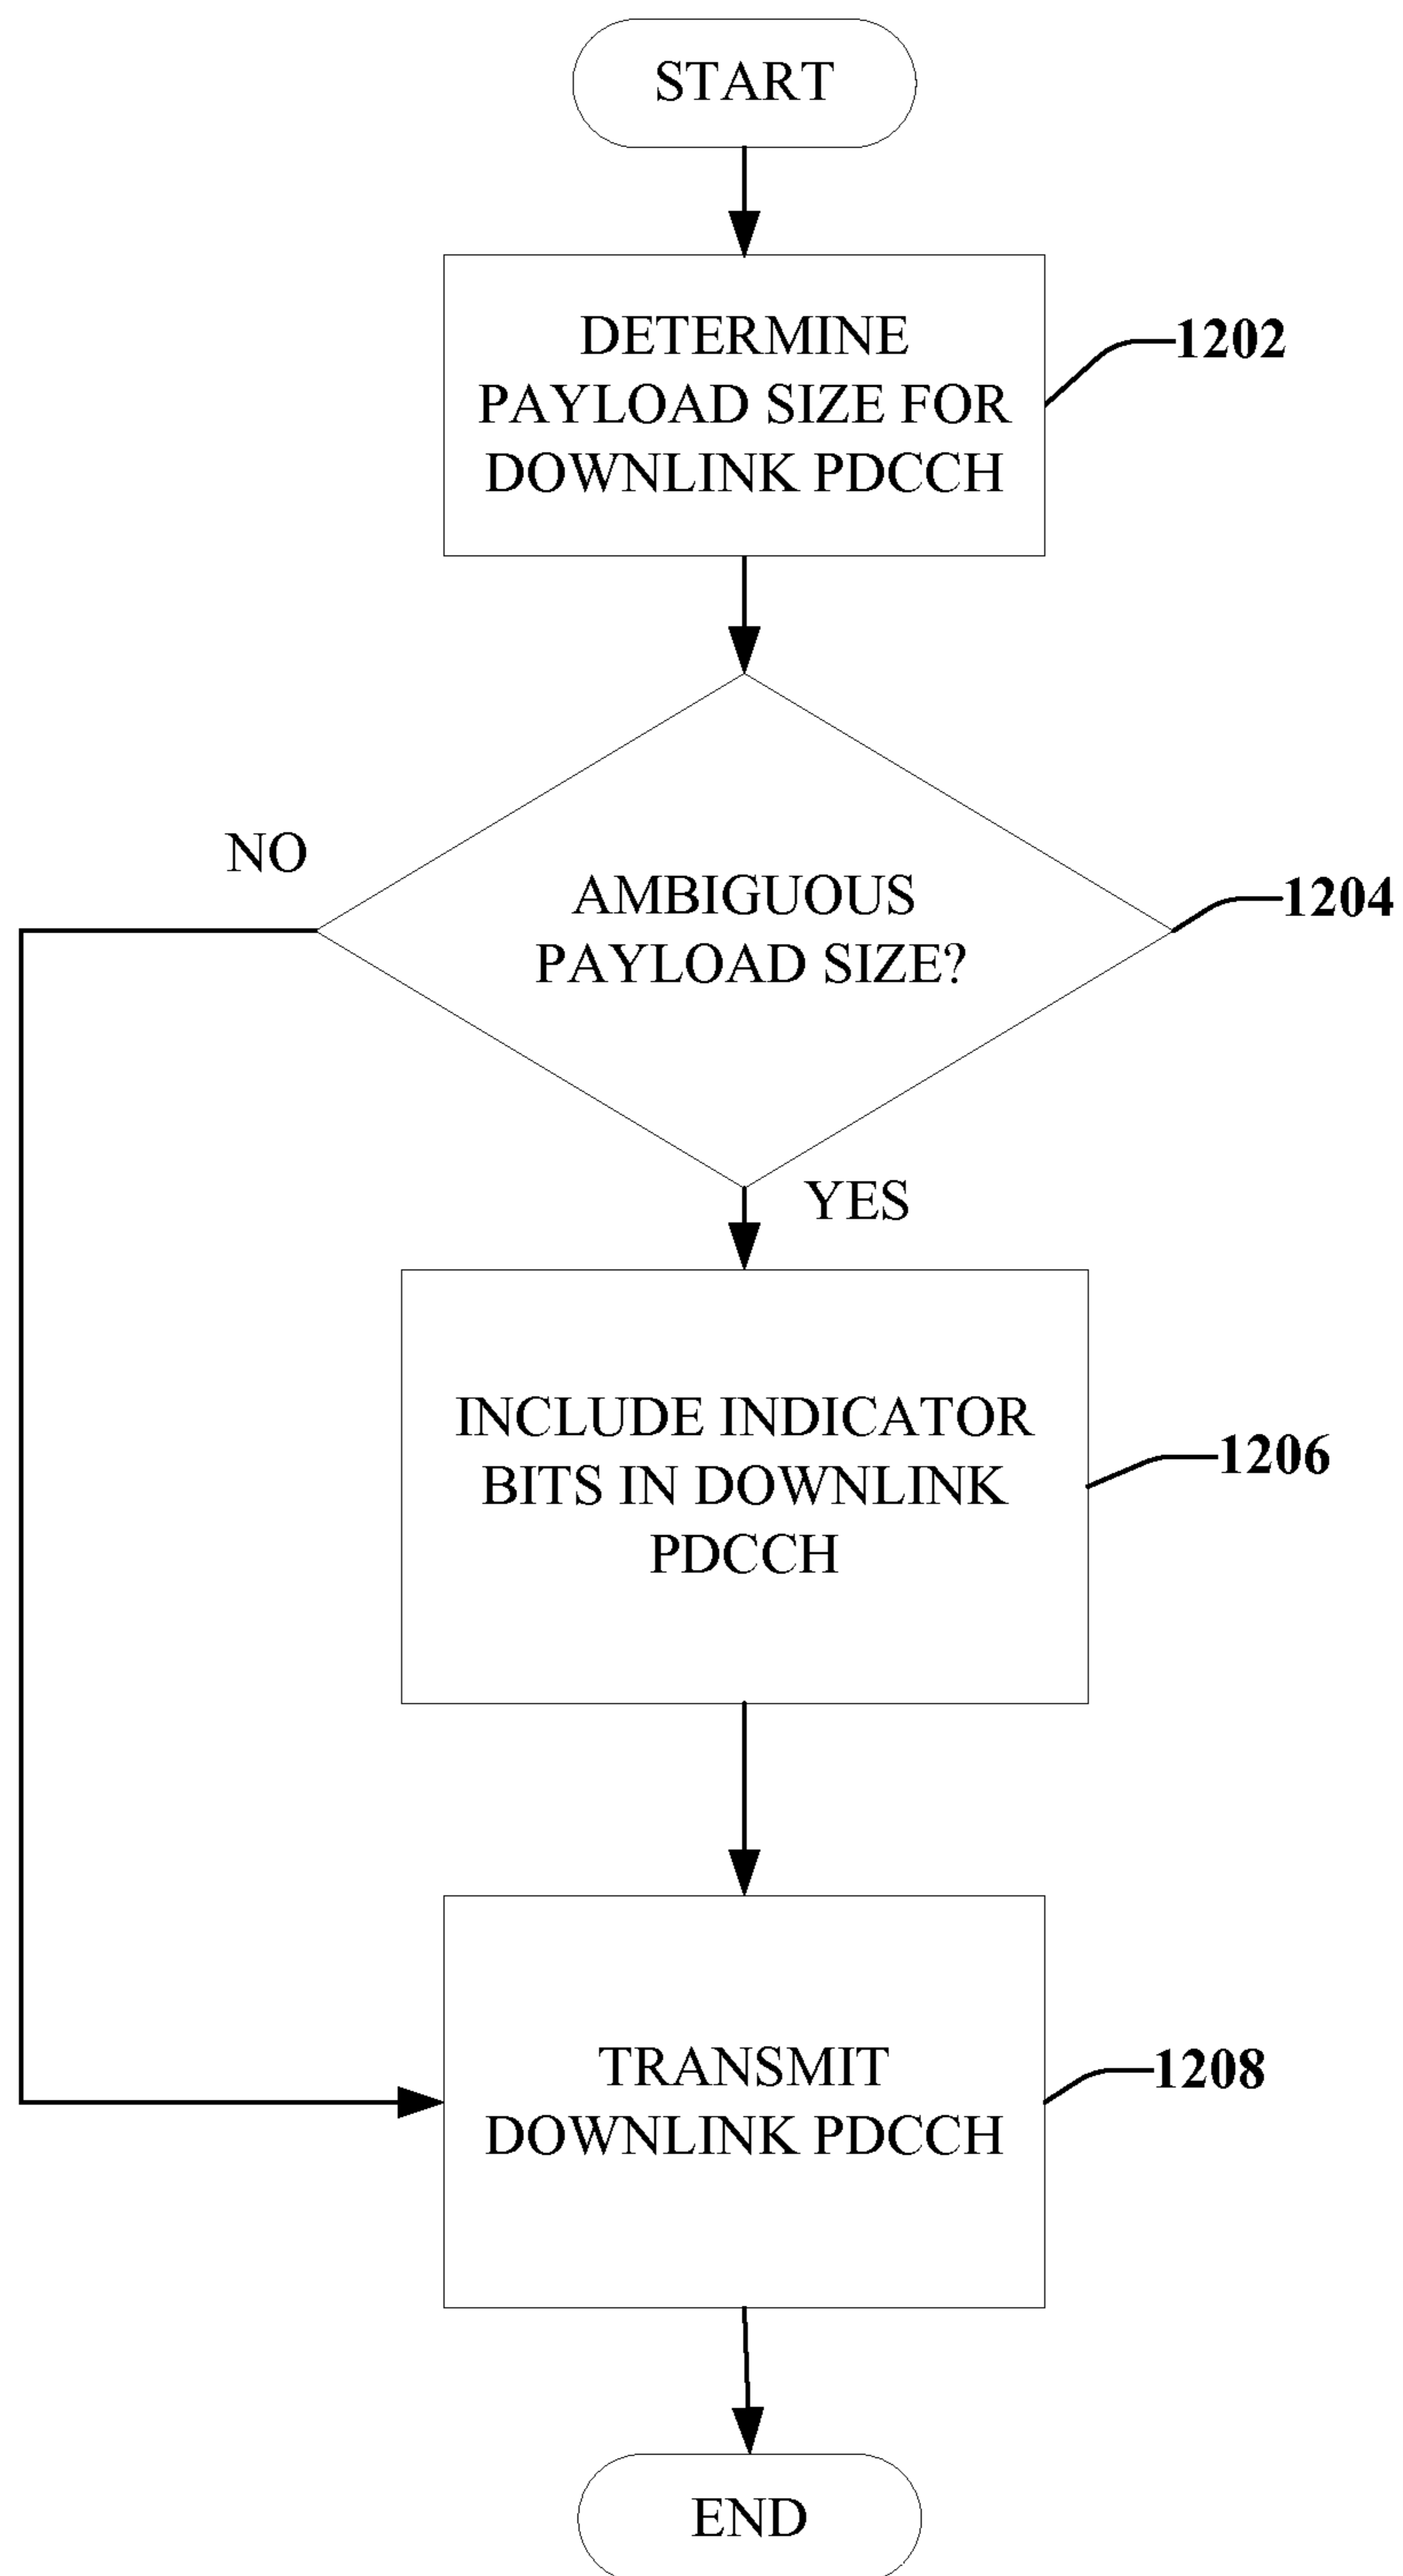 START
DETERMINE
PAYLOAD SIZE FOR
DOWNLINK PDCCH
1202
NO
AMBIGUOUS
PAYLOAD SIZE?
1204
YES
INCLUDE INDICATOR
BITS IN DOWNLINK
PDCCH
1206
TRANSMIT
DOWNLINK PDCCH
1208
END